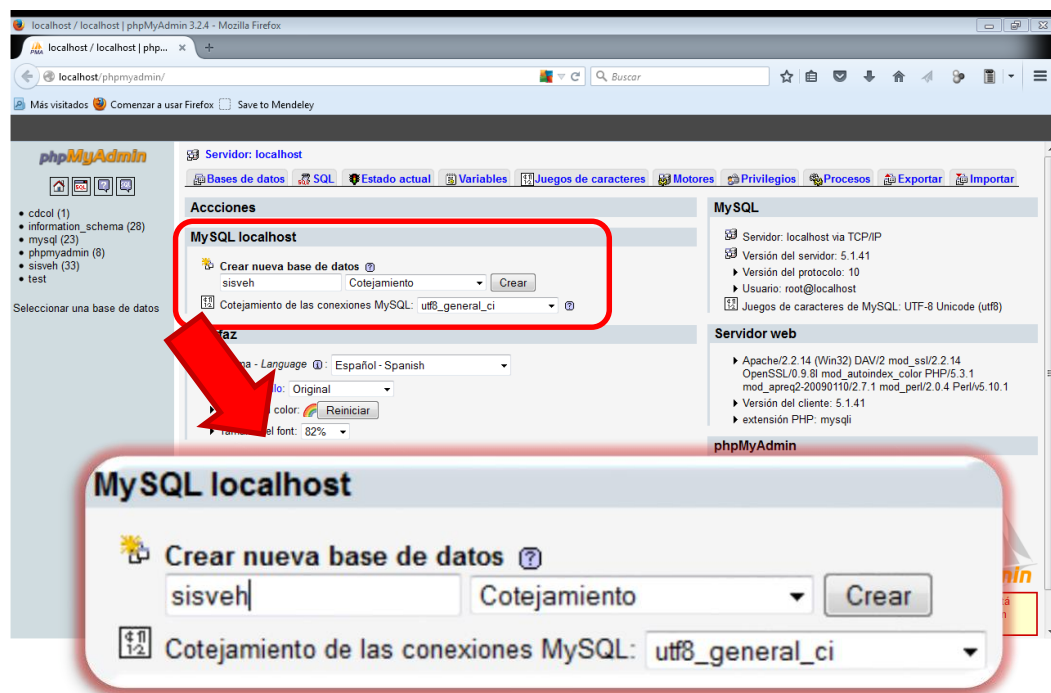 localhost / localhost | phpMyAdmin 3.2.4 - Mozilla Firefox
localhost / localhost | php...
localhost/phpmyadmin/
Buscar
Más visitados Comenzar a usar Firefox Save to Mendeley
phpMyAdmin
SQL
cdcol (1)
information_schema (28)
mysql (23)
phpmyadmin (8)
sisveh (33)
test
Seleccionar una base de datos
Servidor: localhost
Bases de datos SQL Estado actual Variables Juegos de caracteres Motores Privilegios Procesos Exportar Importar
Accciones
MySQL localhost
Crear nueva base de datos
sisveh Cotejamiento Crear
Cotejamiento de las conexiones MySQL: utf8_general_ci
faz
- Language : Español - Spanish
Original
color: Reiniciar
el font: 82%
MySQL
Servidor: localhost via TCP/IP
Versión del servidor: 5.1.41
Versión del protocolo: 10
Usuario: root@localhost
Juegos de caracteres de MySQL: UTF-8 Unicode (utf8)
Servidor web
Apache/2.2.14 (Win32) DAV/2 mod_ssl/2.2.14
OpenSSL/0.9.8l mod_autoindex_color PHP/5.3.1
mod_apreq2-20090110/2.7.1 mod_perl/2.0.4 Perl/v5.10.1
Versión del cliente: 5.1.41
extensión PHP: mysqli
phpMyAdmin
MySQL localhost
Crear nueva base de datos
sisveh Cotejamiento Crear
Cotejamiento de las conexiones MySQL: utf8_general_ci